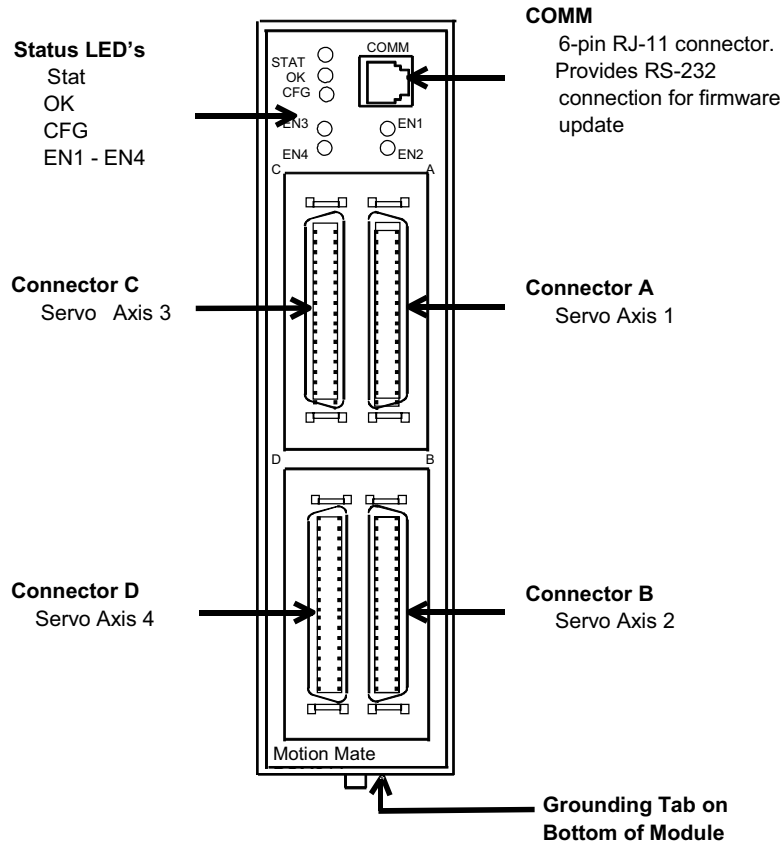 COMM
6-pin RJ-11 connector.
Provides RS-232
connection for firmware
update
Status LED's
Stat
OK
CFG
EN1 - EN4
COMM
STAT
OK
CFG
EN3
EN1
EN4
EN2
C
A
Connector C
Servo Axis 3
Connector A
Servo Axis 1
D
B
Connector D
Servo Axis 4
Connector B
Servo Axis 2
Motion Mate
Grounding Tab on
Bottom of Module